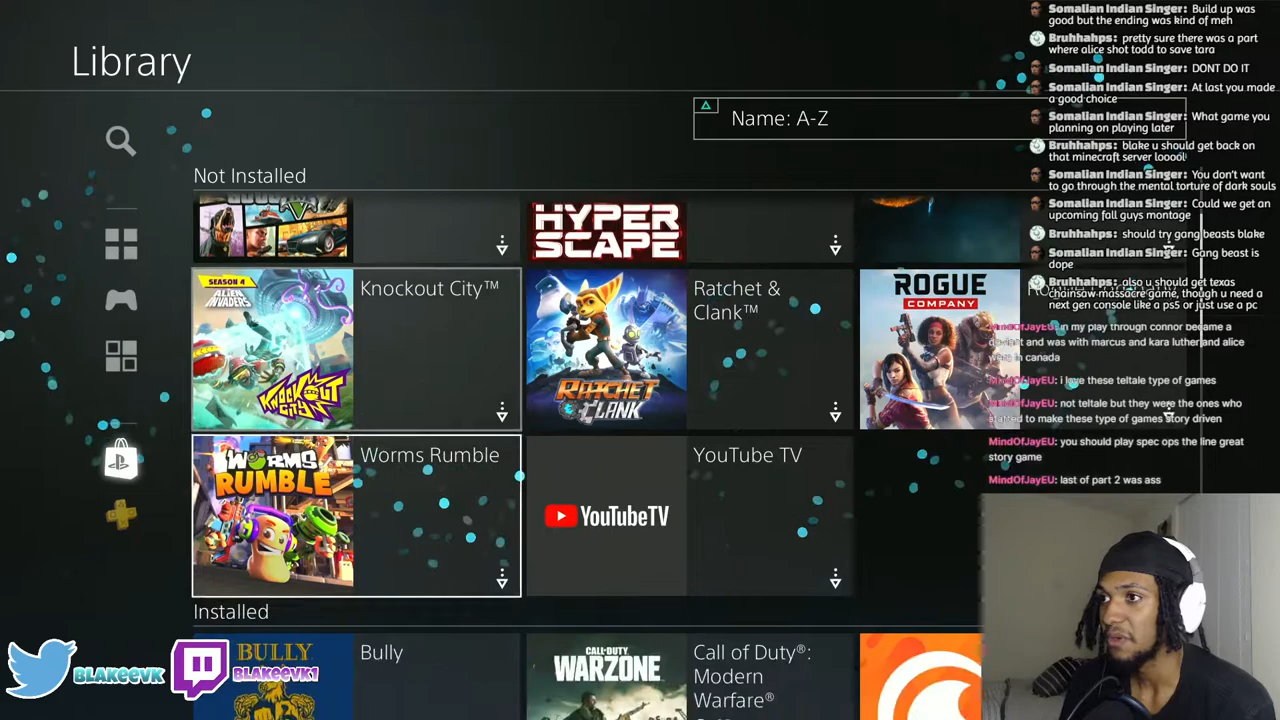 Library
Name: A-Z
Not Installed
HYPER
SCAPE
SEASON 4
ALIEN
INVADERS
KNOCKOUT
CITY
Knockout City™
RATCHET
CLANK
Ratchet &
Clank™
ROGUE
COMPANY
WORMS
RUMBLE
Worms Rumble
YouTubeTV
YouTube TV
Installed
BULLY
Bully
CALL OF DUTY
WARZONE
Call of Duty®:
Modern
Warfare®
BLAKEEVK
BLAKEEVK1
Somalian Indian Singer: Build up was
good but the ending was kind of meh
Bruhhahps: pretty sure there was a part
where alice shot todd to save tara
Somalian Indian Singer: DONT DO IT
Somalian Indian Singer: At last you made
a good choice
Somalian Indian Singer: What game you
planning on playing later
Bruhhahps: blake u should get back on
that minecraft server looool
Somalian Indian Singer: You don't want
to go through the mental torture of dark souls
Somalian Indian Singer: Could we get an
upcoming fall guys montage
Bruhhahps: should try gang beasts blake
Somalian Indian Singer: Gang beast is
dope
Bruhhahps: also u should get texas
chainsaw massacre game, though u need a
next gen console like a ps5 or just use a pc
MindOfJayEU: in my play through connor became a
deviant and was with marcus and kara luther and alice
were in canada
MindOfJayEU: i love these teltale type of games
MindOfJayEU: not teltale but they were the ones who
started to make these type of games story driven
MindOfJayEU: you should play spec ops the line great
story game
MindOfJayEU: last of part 2 was ass